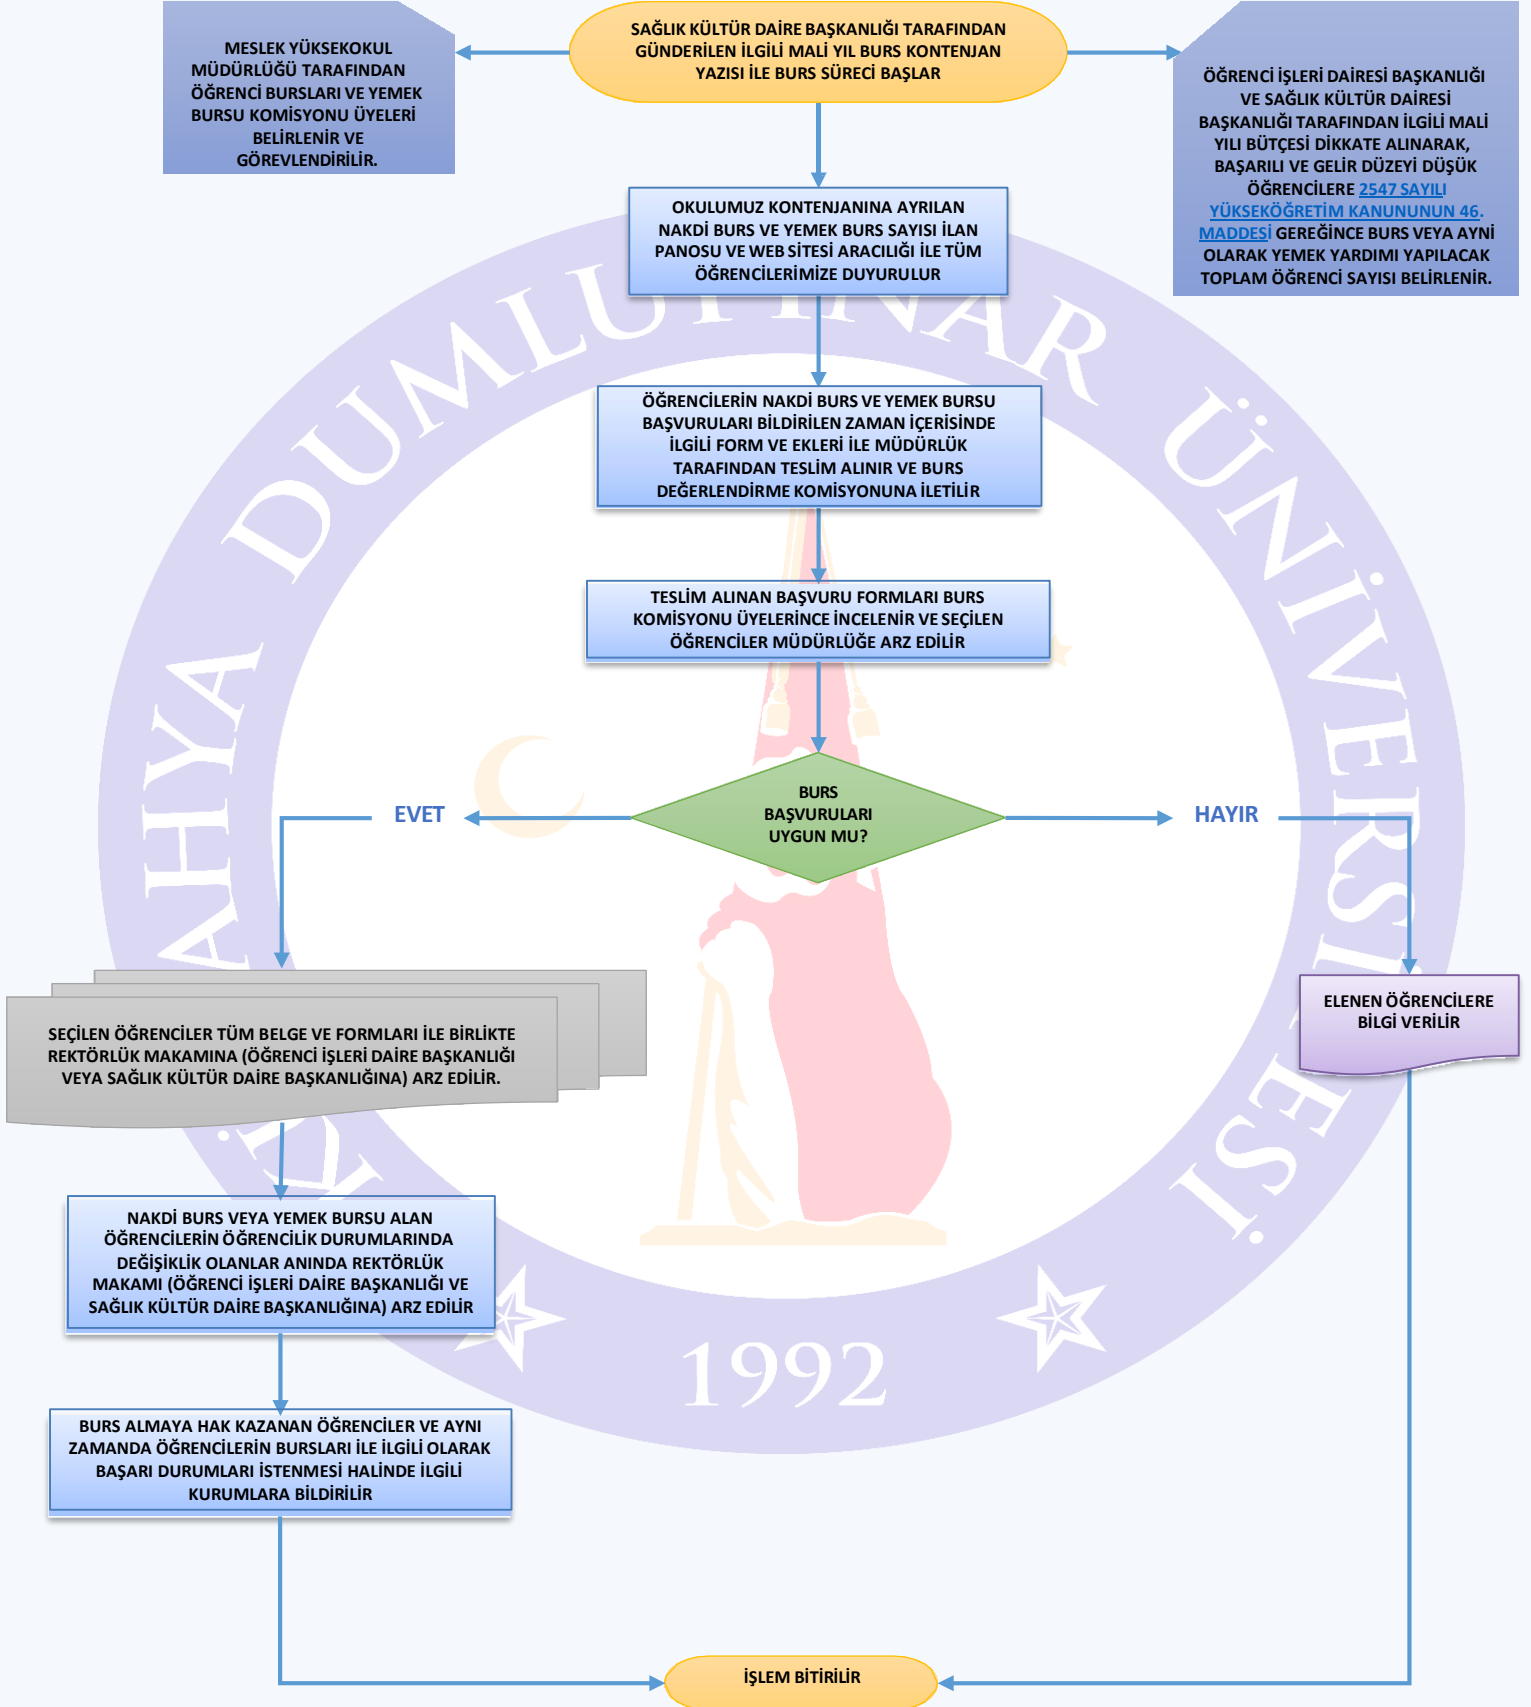 SAĞLIK KÜLTÜR DAİRE BAŞKANLIĞI TARAFINDAN
GÜNDERİLEN İLGİLİ MALİ YIL BURS KONTENJAN
YAZISI İLE BURS SÜRECİ BAŞLAR
MESLEK YÜKSEKOKUL
MÜDÜRLÜĞÜ TARAFINDAN
ÖĞRENCİ BURSLARI VE YEMEK
BURSU KOMİSYONU ÜYELERİ
BELİRLENİR VE
GÖREVLENDİRİLİR.
ÖĞRENCİ İŞLERİ DAİRESİ BAŞKANLIĞI
VE SAĞLIK KÜLTÜR DAİRESİ
BAŞKANLIĞI TARAFINDAN İLGİLİ MALİ
YILI BÜTÇESİ DİKKATE ALINARAK,
BAŞARILI VE GELİR DÜZEYİ DÜŞÜK
ÖĞRENCİLERE 2547 SAYILI
YÜKSEKÖĞRETİM KANUNUNUN 46.
MADDESİ GEREĞİNCE BURS VEYA AYNİ
OLARAK YEMEK YARDIMI YAPILACAK
TOPLAM ÖĞRENCİ SAYISI BELİRLENİR.
OKULUMUZ KONTENJANINA AYRILAN
NAKDİ BURS VE YEMEK BURS SAYISI İLAN
PANOSU VE WEB SİTESİ ARACILIĞI İLE TÜM
ÖĞRENCİLERİMİZE DUYURULUR
ÖĞRENCİLERİN NAKDİ BURS VE YEMEK BURSU
BAŞVURULARI BİLDİRİLEN ZAMAN İÇERİSİNDE
İLGİLİ FORM VE EKLERİ İLE MÜDÜRLÜK
TARAFINDAN TESLİM ALINIR VE BURS
DEĞERLENDİRME KOMİSYONUNA İLETİLİR
TESLİM ALINAN BAŞVURU FORMLARI BURS
KOMİSYONU ÜYELERİNCE İNCELENİR VE SEÇİLEN
ÖĞRENCİLER MÜDÜRLÜĞE ARZ EDİLİR
BURS
BAŞVURULARI
UYGUN MU?
EVET
HAYIR
SEÇİLEN ÖĞRENCİLER TÜM BELGE VE FORMLARI İLE BİRLİKTE
REKTÖRLÜK MAKAMINA (ÖĞRENCİ İŞLERİ DAİRE BAŞKANLIĞI
VEYA SAĞLIK KÜLTÜR DAİRE BAŞKANLIĞINA) ARZ EDİLİR.
ELENEN ÖĞRENCİLERE
BİLGİ VERİLİR
NAKDİ BURS VEYA YEMEK BURSU ALAN
ÖĞRENCİLERİN ÖĞRENCİLİK DURUMLARINDA
DEĞİŞİKLİK OLANLAR ANINDA REKTÖRLÜK
MAKAMI (ÖĞRENCİ İŞLERİ DAİRE BAŞKANLIĞI VE
SAĞLIK KÜLTÜR DAİRE BAŞKANLIĞINA) ARZ EDİLİR
BURS ALMAYA HAK KAZANAN ÖĞRENCİLER VE AYNI
ZAMANDA ÖĞRENCİLERİN BURSLARI İLE İLGİLİ OLARAK
BAŞARI DURUMLARI İSTENMESİ HALİNDE İLGİLİ
KURUMLARA BİLDİRİLİR
İŞLEM BİTİRİLİR
DUMLUPINAR ÜNİVERSİTESİ
1992